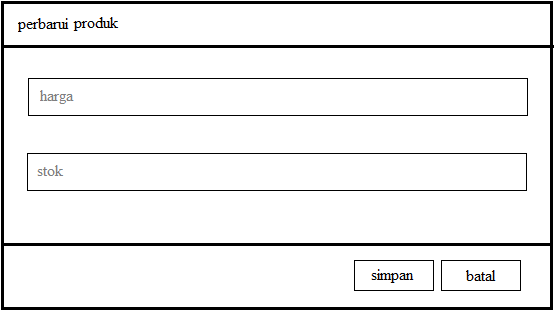 perbarui produk
harga
stok
simpan batal